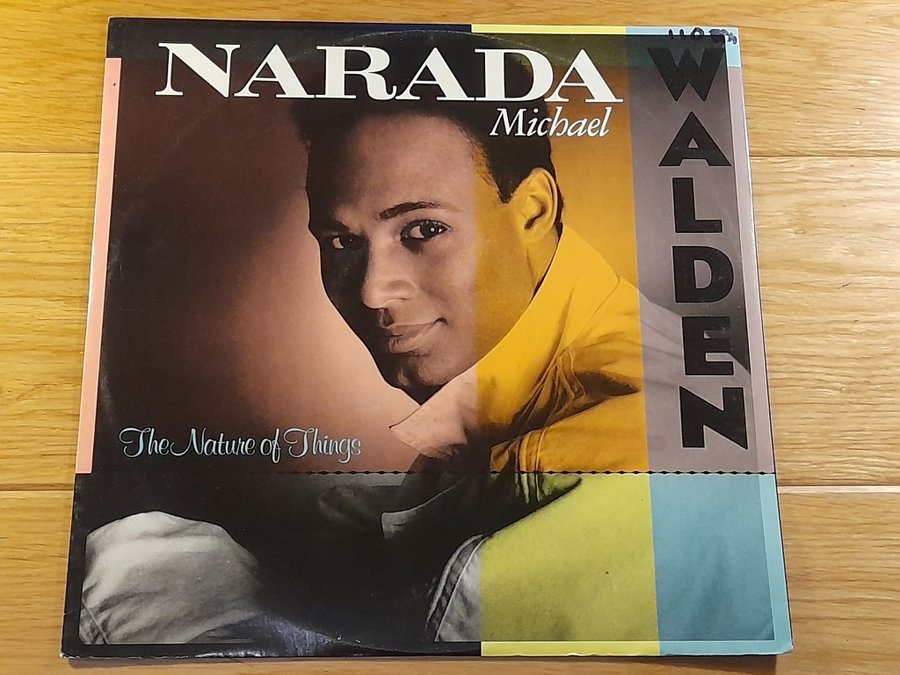 NARADA
Michael
WALDEN
The Nature of Things